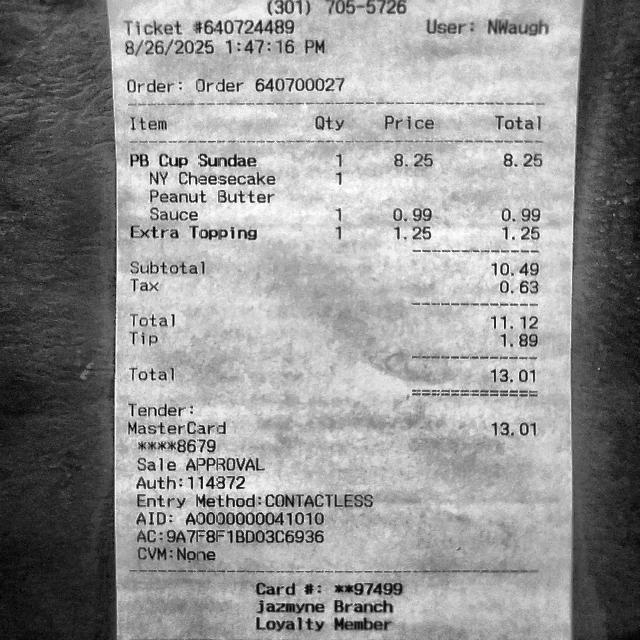 (301) 705-5726
Ticket #640724489 User: NWaugh
8/26/2025 1:47:16 PM
Order: Order 640700027
Item Qty Price Total
PB Cup Sundae 1 8.25 8.25
NY Cheesecake 1
Peanut Butter
Sauce 1 0.99 0.99
Extra Topping 1 1.25 1.25
Subtotal 10.49
Tax 0.63
Total 11.12
Tip 1.89
Total 13.01
Tender:
MasterCard 13.01
****8679
Sale APPROVAL
Auth:114372
Entry Method:CONTACTLESS
AID: A0000000041010
AC:9A7F8F1BD03C6936
CVM:None
Card #: **97499
jazmyne Branch
Loyalty Member